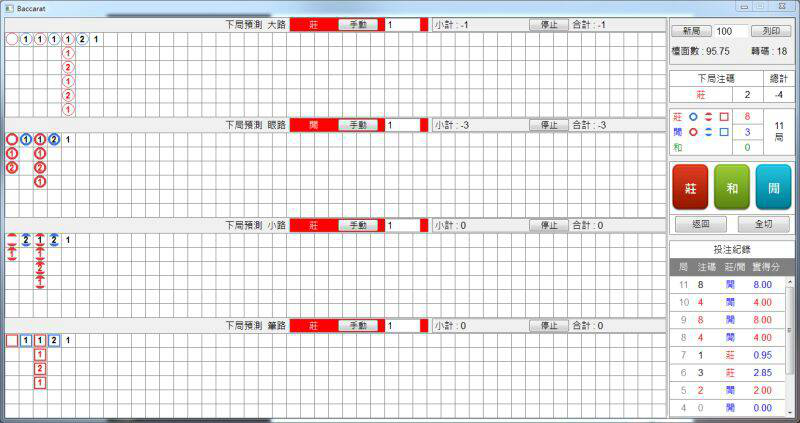 Baccarat
下局預測 大路 莊 手動 1 小計 : -1 停止 合計 : -1
1 1 1 1 2 1
1
2
1
2
1
下局預測 眼路 閒 手動 1 小計 : -3 停止 合計 : -3
1 2 1
1 1
2 2
1
下局預測 小路 莊 手動 1 小計 : 0 停止 合計 : 0
2 1 2 1
1 1
2
1
下局預測 筆路 莊 手動 1 小計 : 0 停止 合計 : 0
1 1 2 1
1
2
1
新局 100 列印
檯面數 : 95.75 轉碼 : 18
下局注碼 總計
莊 2 -4
莊 8
閒 3
和 0
11
局
莊 和 閒
返回 全切
投注紀錄
局 注碼 莊/閒 實得分
11 8 閒 8.00
10 4 閒 4.00
9 8 閒 8.00
8 4 閒 4.00
7 1 莊 0.95
6 3 莊 2.85
5 2 閒 2.00
4 0 閒 0.00